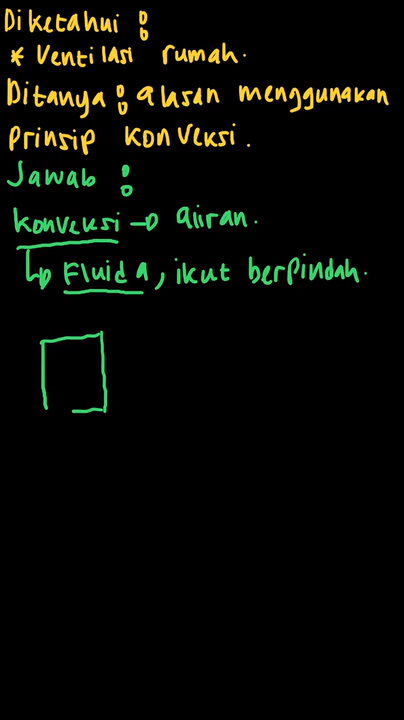 Diketahui :
* Ventilasi rumah.
Ditanya : alasan menggunakan
Prinsip konveksi.
Jawab :
konveksi → aliran.
↳ Fluida, ikut berpindah.